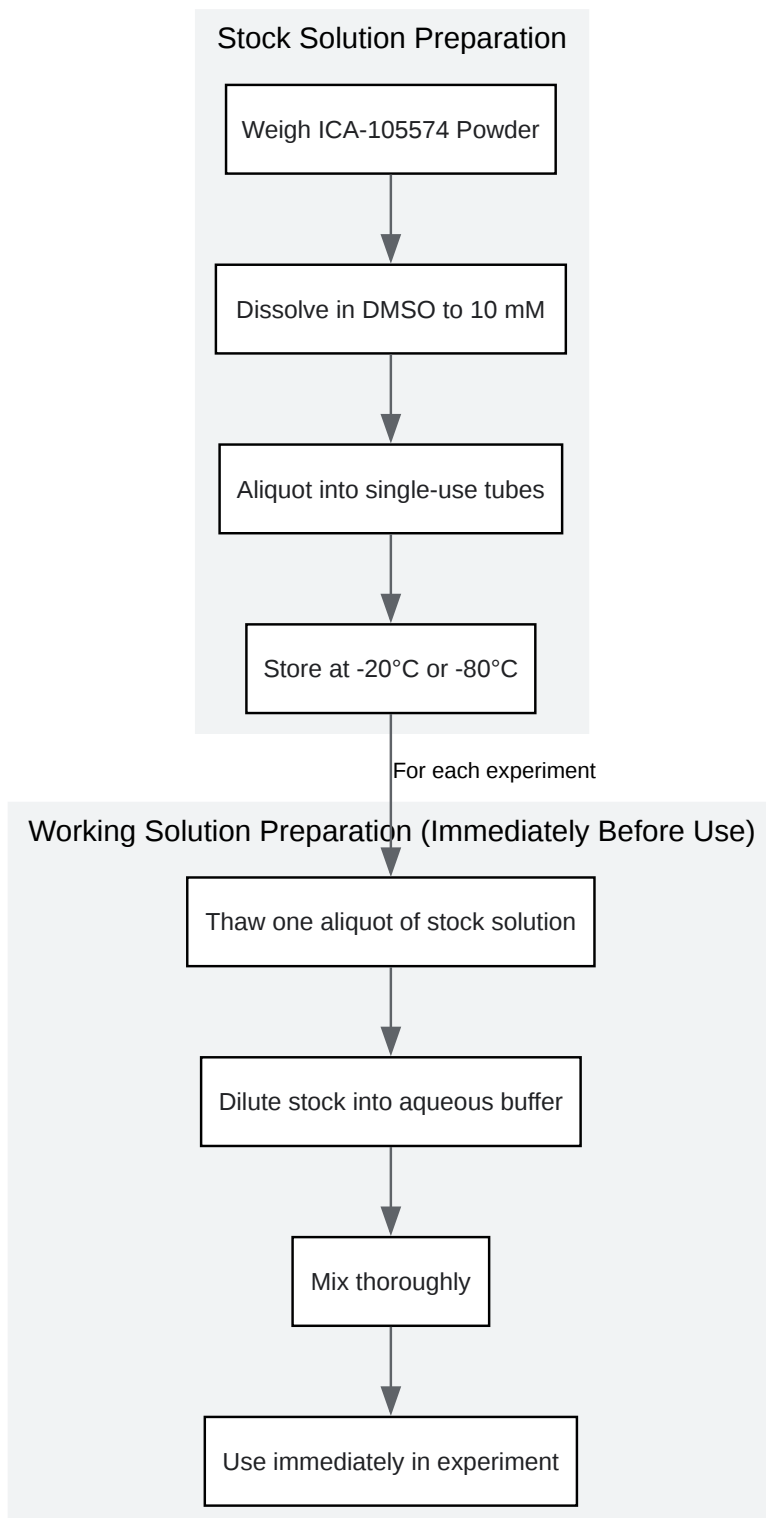 Stock Solution Preparation
Weigh ICA-105574 Powder
Dissolve in DMSO to 10 mM
Aliquot into single-use tubes
Store at -20°C or -80°C
For each experiment
Working Solution Preparation (Immediately Before Use)
Thaw one aliquot of stock solution
Dilute stock into aqueous buffer
Mix thoroughly
Use immediately in experiment